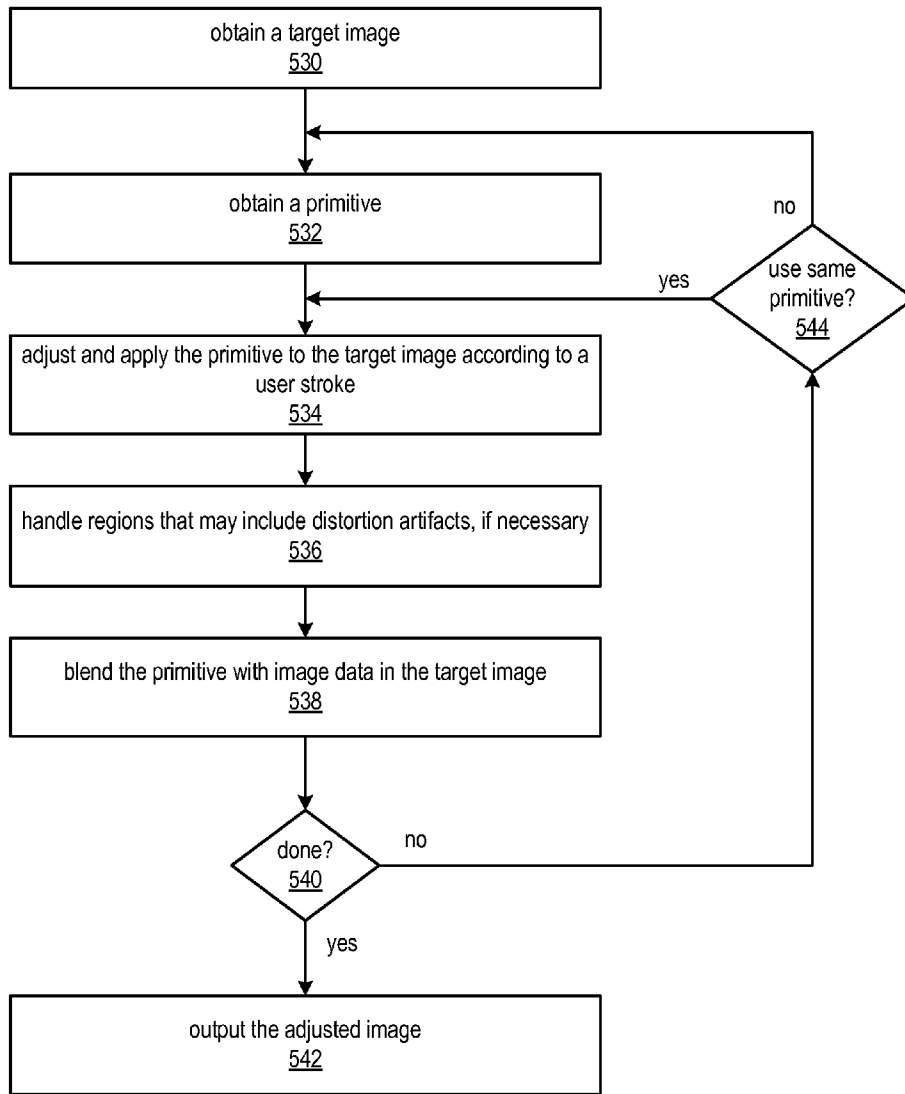 obtain a target image
530
obtain a primitive
532
no
yes
use same
primitive?
544
adjust and apply the primitive to the target image according to a
user stroke
534
handle regions that may include distortion artifacts, if necessary
536
blend the primitive with image data in the target image
538
done?
540
no
yes
output the adjusted image
542